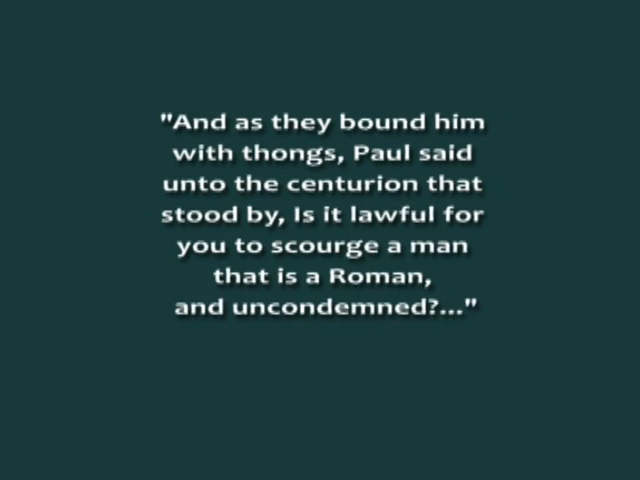 "And as they bound him
with thongs, Paul said
unto the centurion that
stood by, Is it lawful for
you to scourge a man
that is a Roman,
and uncondemned?..."